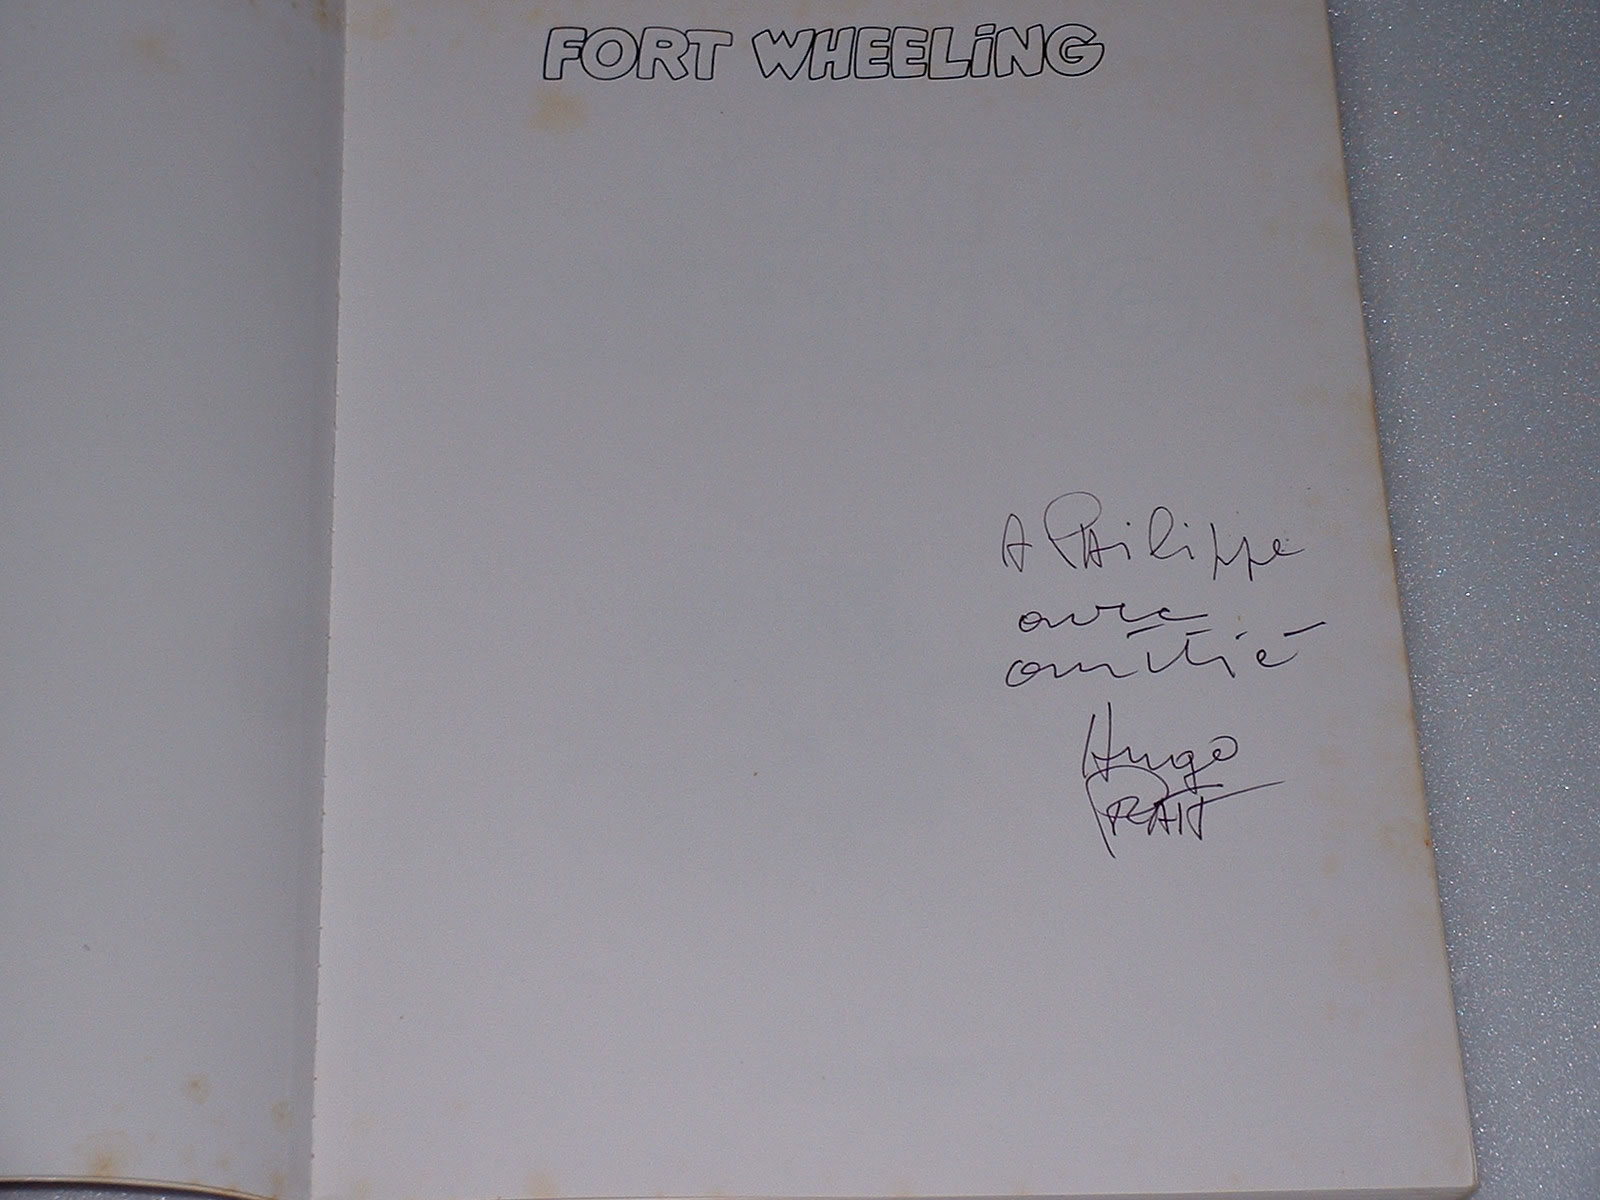 FORT WHEELiNG
A Philippe
avec
amitié
Hugo
PRATT